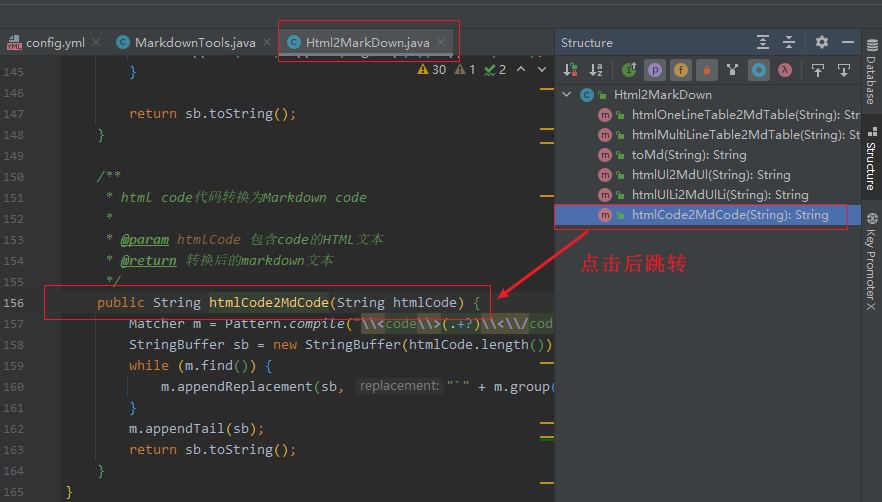 config.yml
MarkdownTools.java
Html2MarkDown.java
30 1 2
145 }
146
147 return sb.toString();
148 }
149
150 /**
151 * html code代码转换为Markdown code
152 *
153 * @param htmlCode 包含code的HTML文本
154 * @return 转换后的markdown文本
155 */
156 public String htmlCode2MdCode(String htmlCode) {
157 Matcher m = Pattern.compile("\\<code\\>(.+?)\\<\\/cod
158 StringBuffer sb = new StringBuffer(htmlCode.length())
159 while (m.find()) {
160 m.appendReplacement(sb, replacement: "`" + m.group(
161 }
162 m.appendTail(sb);
163 return sb.toString();
164 }
165 }
Structure
Html2MarkDown
htmlOneLineTable2MdTable(String): Str
htmlMultiLineTable2MdTable(String): St
toMd(String): String
htmlUl2MdUl(String): String
htmlUlLi2MdUlLi(String): String
htmlCode2MdCode(String): String
点击后跳转
Database
Structure
Key Promoter X